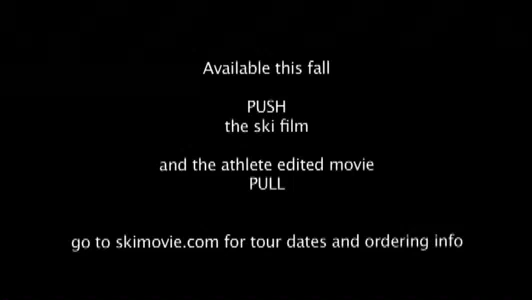 Available this fall
PUSH
the ski film
and the athlete edited movie
PULL
go to skimovie.com for tour dates and ordering info